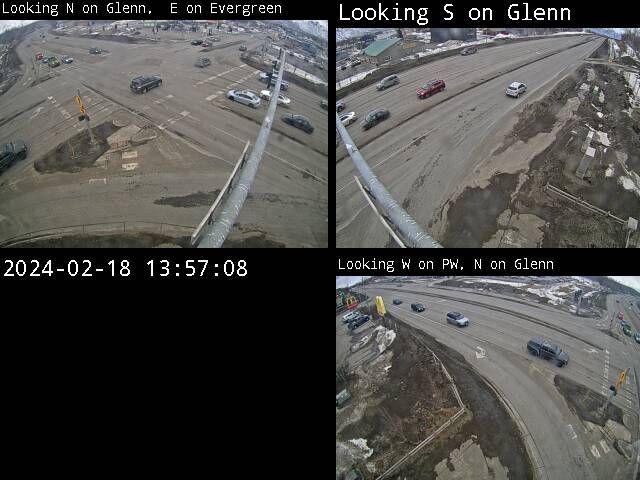 Looking N on Glenn,  E on Evergreen
Looking S on Glenn
2024-02-18 13:57:08
Looking W on PW, N on Glenn